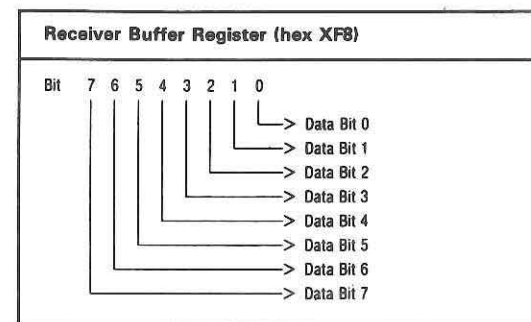 Receiver Buffer Register (hex XF8)
Bit 7 6 5 4 3 2 1 0
> Data Bit 0
> Data Bit 1
> Data Bit 2
> Data Bit 3
> Data Bit 4
> Data Bit 5
> Data Bit 6
> Data Bit 7